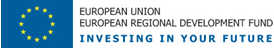 EUROPEAN UNION
EUROPEAN REGIONAL DEVELOPMENT FUND
INVESTING IN YOUR FUTURE